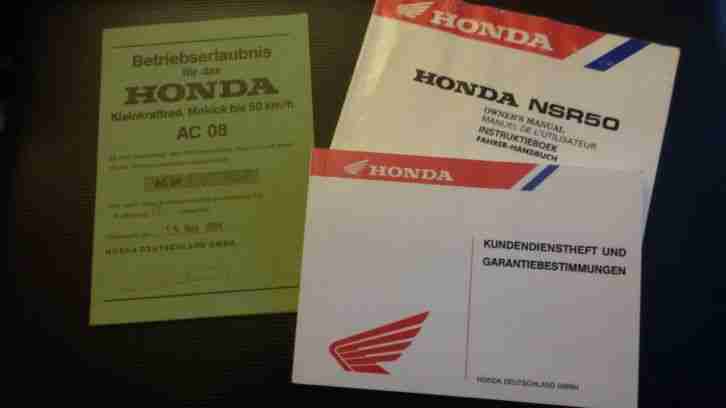 Betriebserlaubnis
für das
HONDA
Kleinkraftrad, Mokick bis 50 km/h
AC 08
HONDA DEUTSCHLAND GMBH
HONDA
HONDA NSR50
OWNER'S MANUAL
MANUEL DE L'UTILISATEUR
INSTRUKTIEBOEK
FAHRER-HANDBUCH
HONDA
KUNDENDIENSTHEFT UND
GARANTIEBESTIMMUNGEN
HONDA DEUTSCHLAND GMBH